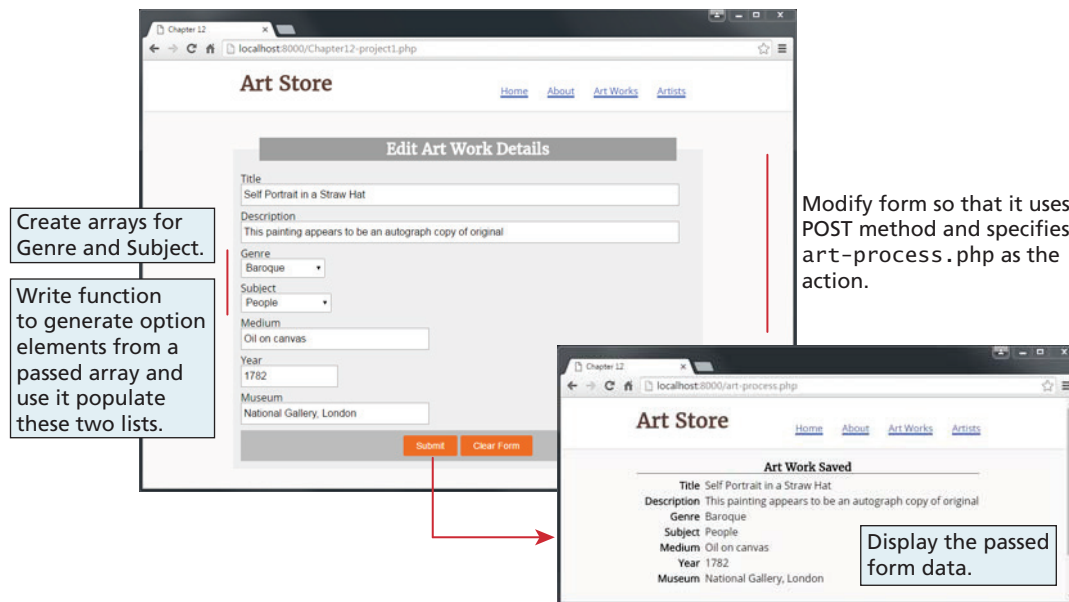 Chapter 12
localhost:8000/Chapter12-project1.php
Art Store
Home About Art Works Artists
Edit Art Work Details
Title
Self Portrait in a Straw Hat
Description
This painting appears to be an autograph copy of original
Genre
Baroque
Subject
People
Medium
Oil on canvas
Year
1782
Museum
National Gallery, London
Submit Clear Form
Create arrays for
Genre and Subject.
Write function
to generate option
elements from a
passed array and
use it populate
these two lists.
Modify form so that it uses
POST method and specifies
art-process.php as the
action.
Chapter 12
localhost:8000/art-process.php
Art Store
Home About Art Works Artists
Art Work Saved
Title Self Portrait in a Straw Hat
Description This painting appears to be an autograph copy of original
Genre Baroque
Subject People
Medium Oil on canvas
Year 1782
Museum National Gallery, London
Display the passed
form data.